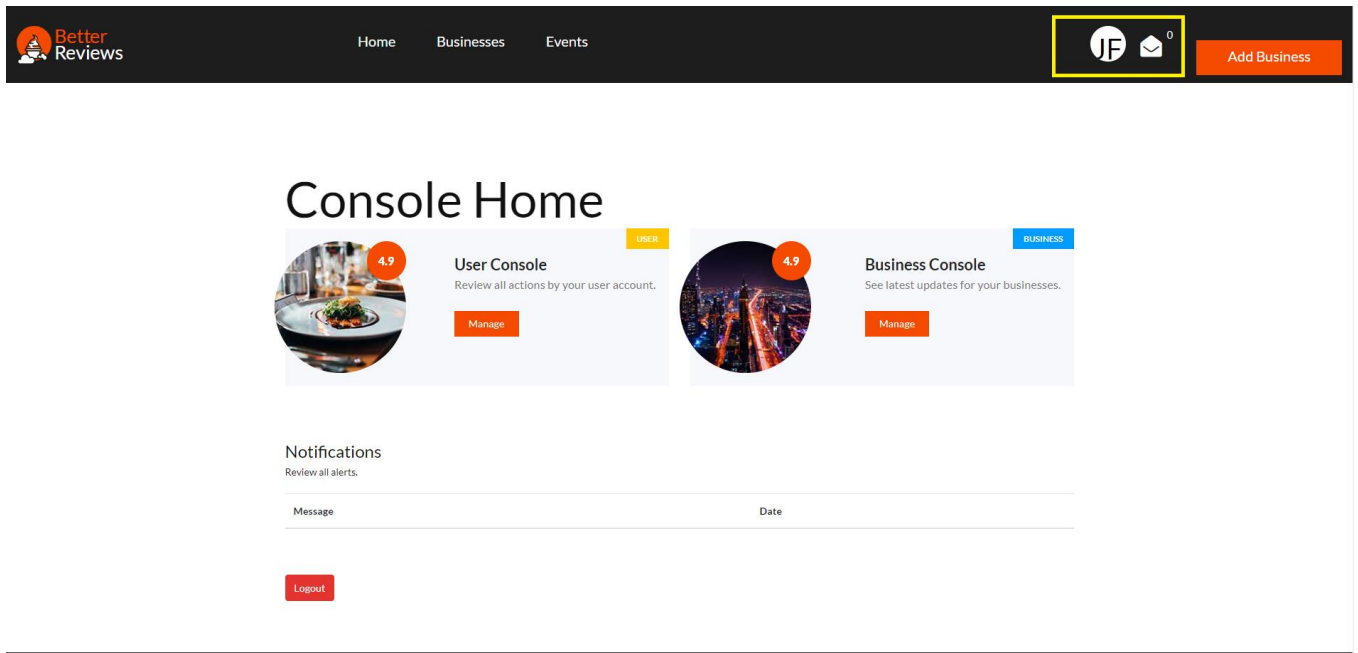 Better
Reviews
Home Businesses Events
JF 0
Add Business
Console Home
4.9
USER
User Console
Review all actions by your user account.
Manage
4.9
BUSINESS
Business Console
See latest updates for your businesses.
Manage
Notifications
Review all alerts.
Message Date
Logout